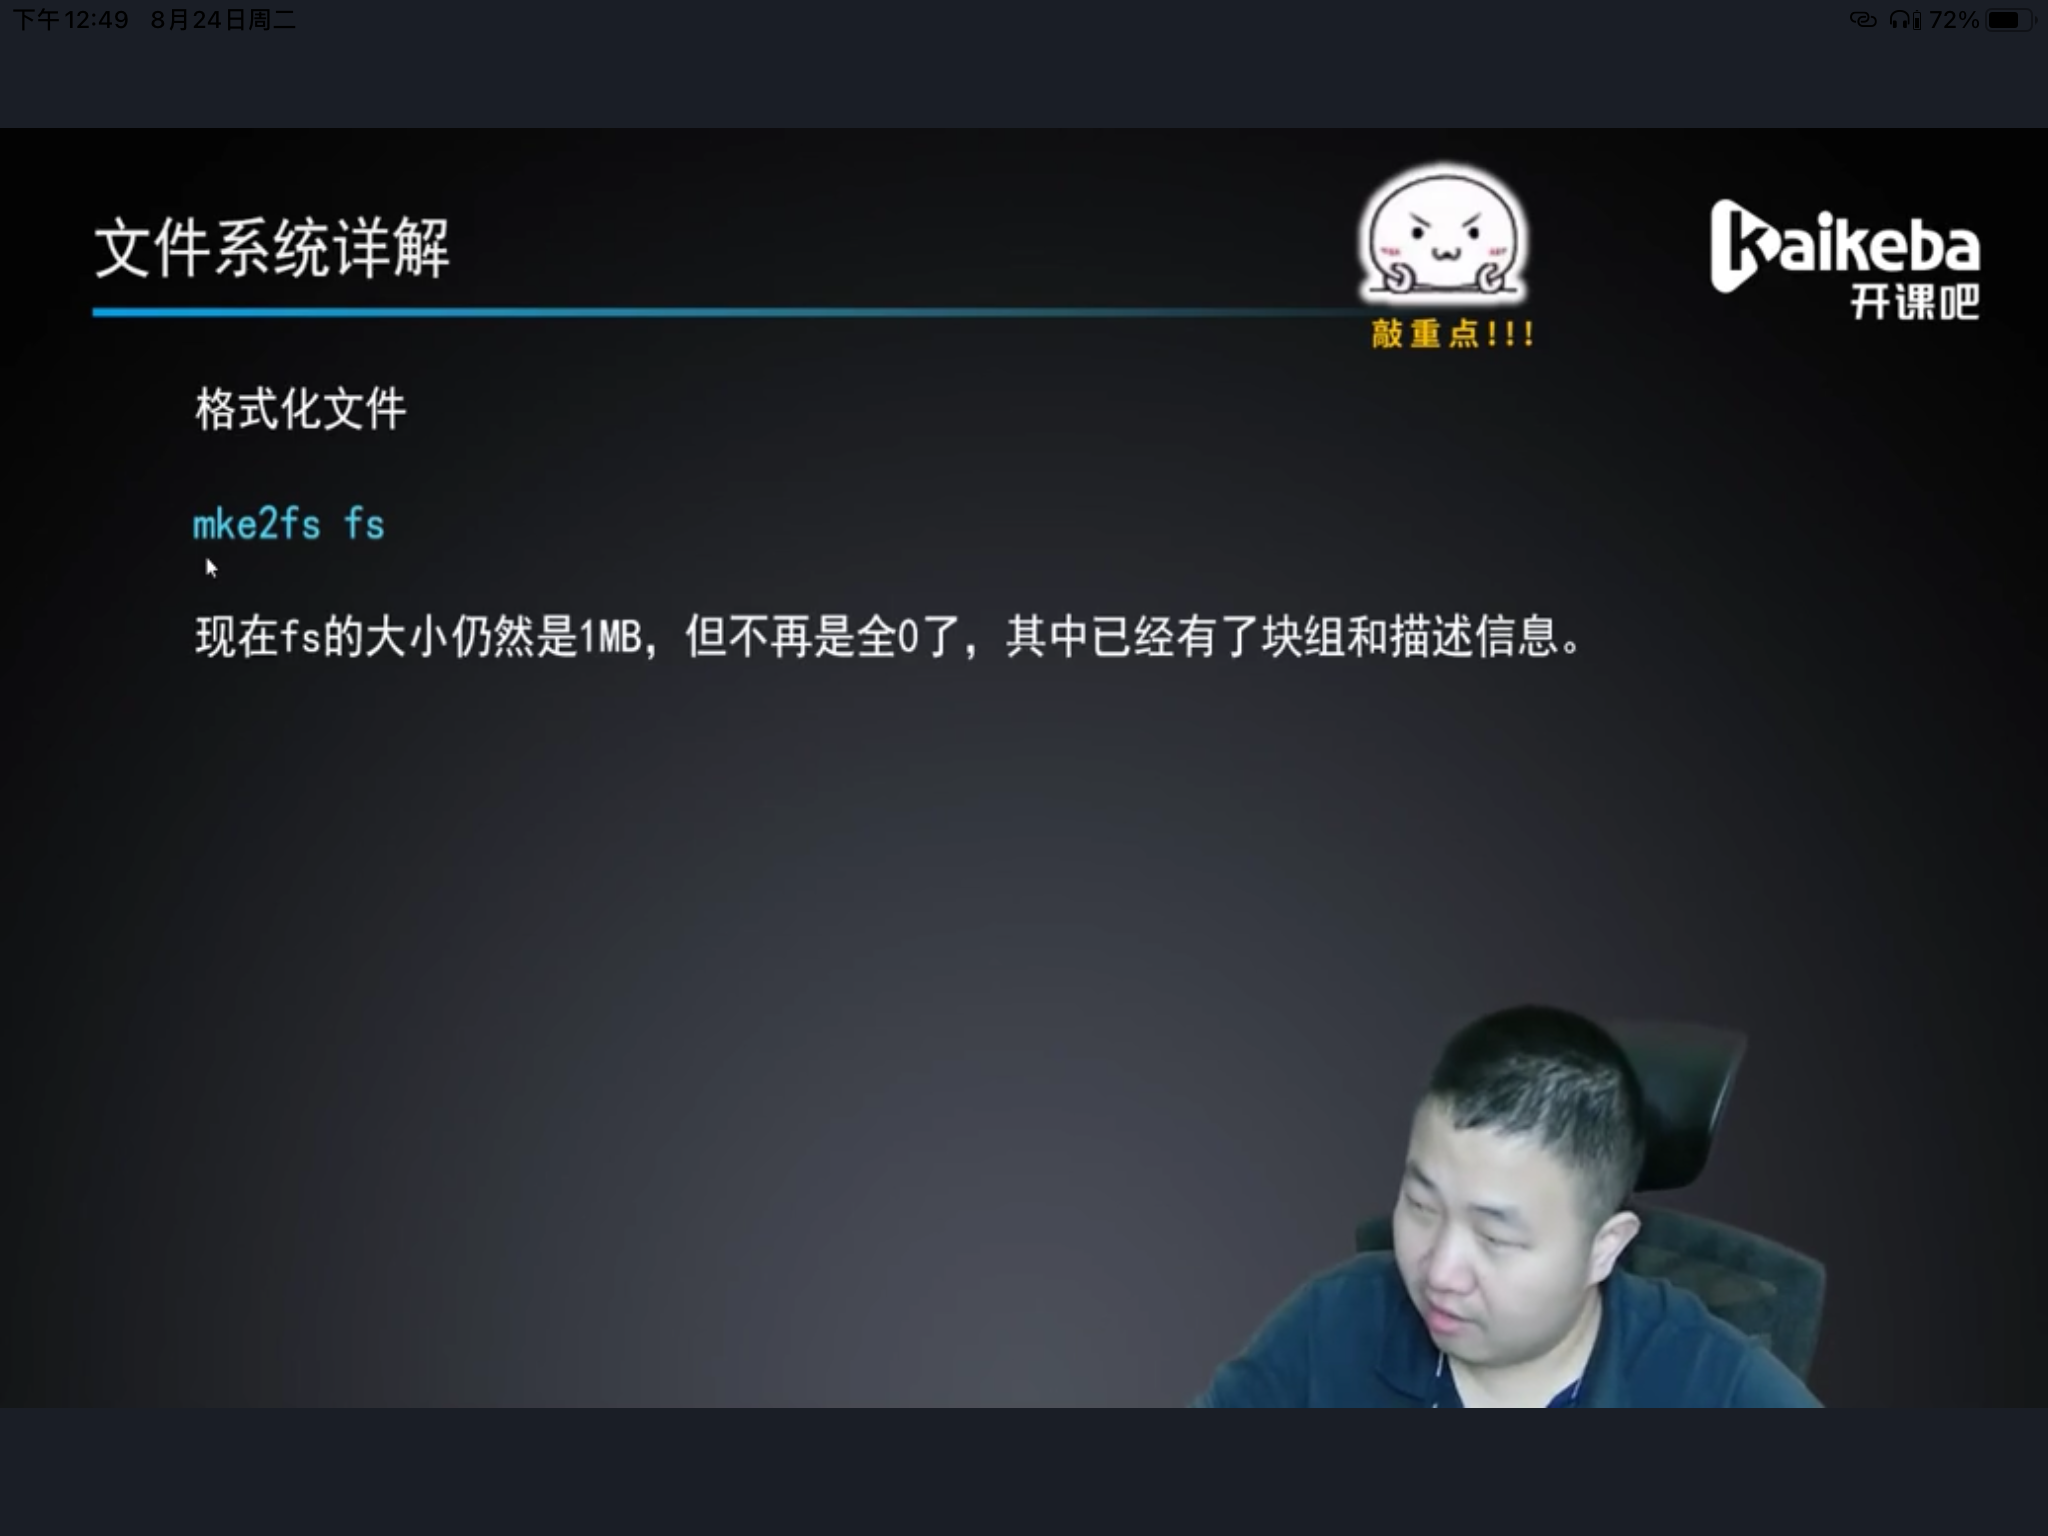 下午12:49 8月24日周二
72%
文件系统详解
敲重点!!!
Kaikeba
开课吧
格式化文件
mke2fs fs
现在fs的大小仍然是1MB，但不再是全0了，其中已经有了块组和描述信息。